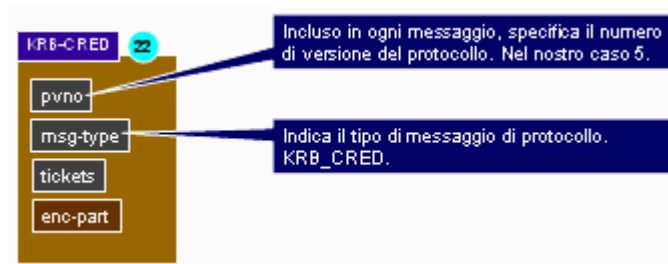 KRB-CRED 22
Incluso in ogni messaggio, specifica il numero
di versione del protocollo. Nel nostro caso 5.
pvno
msg-type
Indica il tipo di messaggio di protocollo.
KRB_CRED.
tickets
enc-part